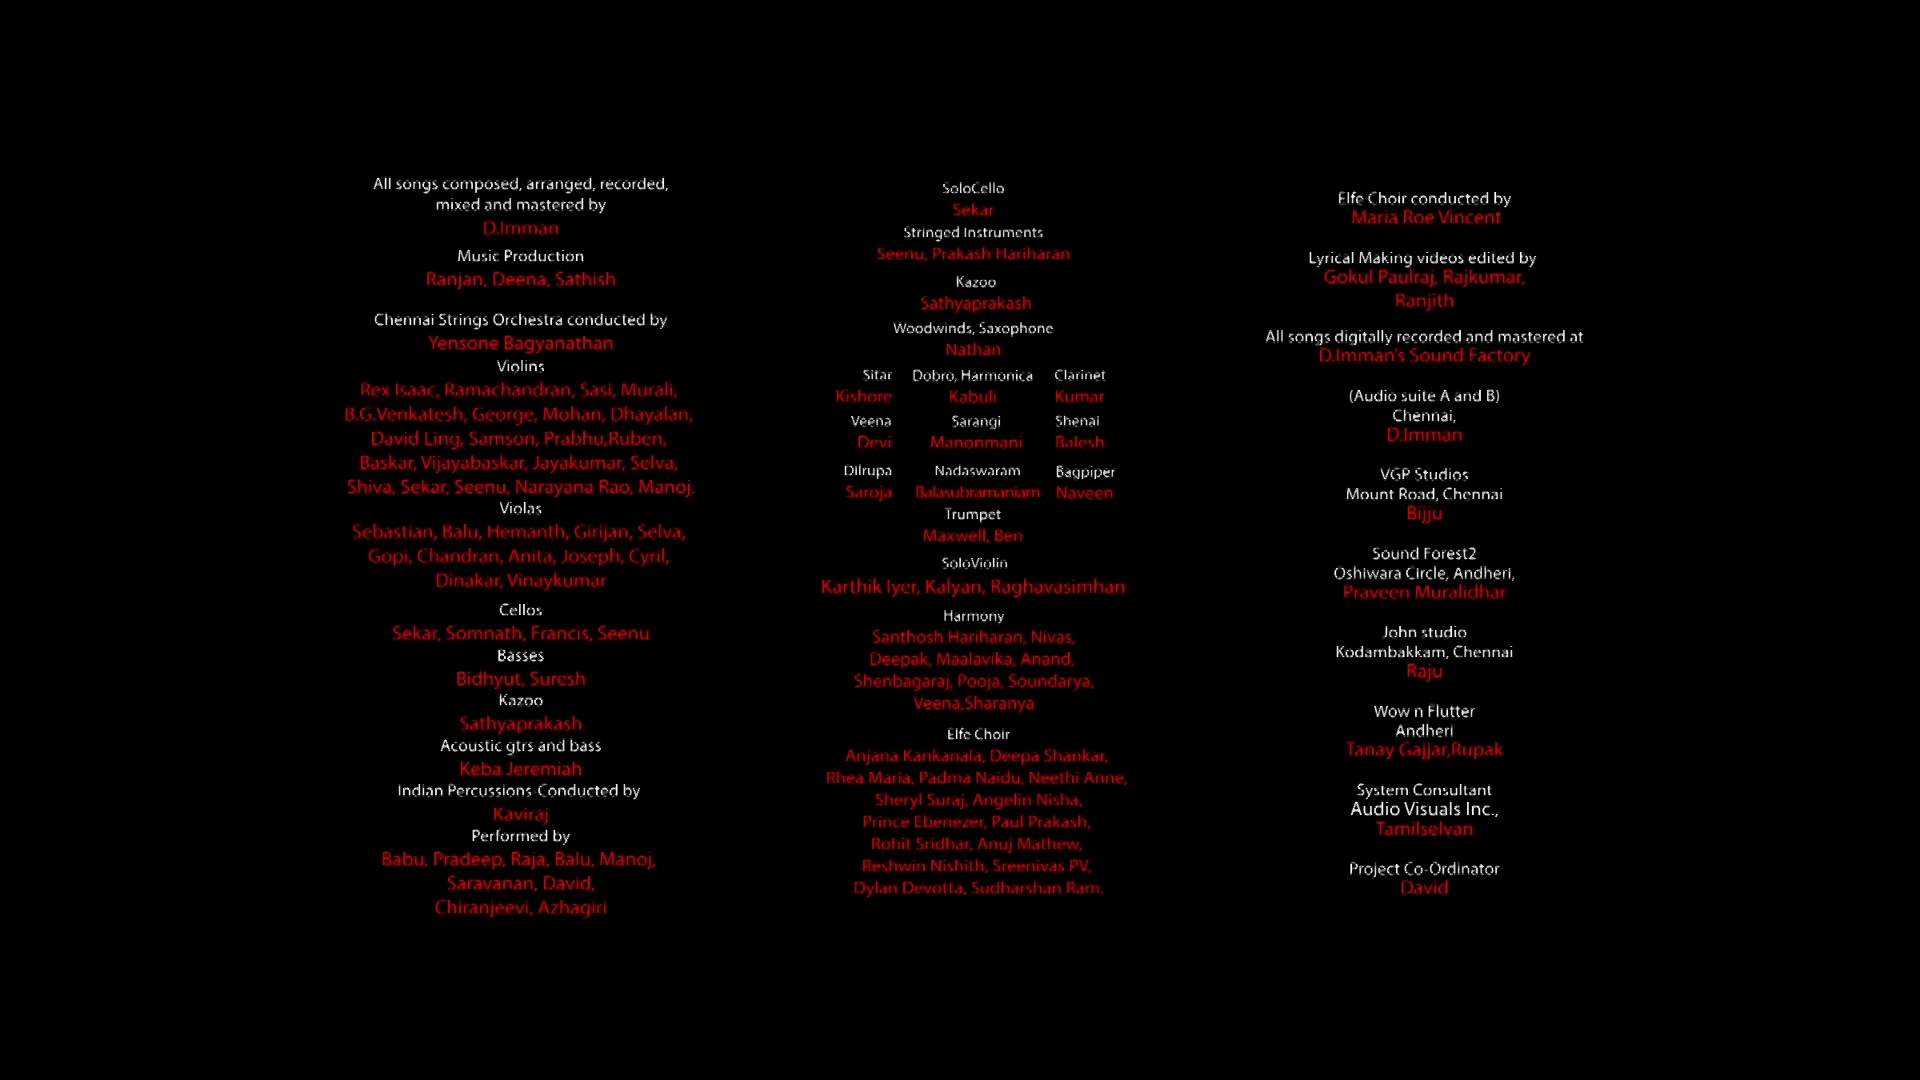 All songs composed, arranged, recorded,
mixed and mastered by
D.Imman
Music Production
Ranjan, Deena, Sathish
Chennai Strings Orchestra conducted by
Yensone Bagyanathan
Violins
Rex Isaac, Ramachandran, Sasi, Murali,
B.G.Venkatesh, George, Mohan, Dhayalan,
David Ling, Samson, Prabhu,Ruben,
Baskar, Vijayabaskar, Jayakumar, Selva,
Shiva, Sekar, Seenu, Narayana Rao, Manoj.
Violas
Sebastian, Balu, Hemanth, Girijan, Selva,
Gopi, Chandran, Anita, Joseph, Cyril,
Dinakar, Vinaykumar
Cellos
Sekar, Somnath, Francis, Seenu
Basses
Bidhyut, Suresh
Kazoo
Sathyaprakash
Acoustic gtrs and bass
Keba Jeremiah
Indian Percussions-Conducted by
Kaviraj
Performed by
Babu, Pradeep, Raja, Balu, Manoj,
Saravanan, David,
Chiranjeevi, Azhagiri
SoloCello
Sekar
Stringed Instruments
Seenu, Prakash Hariharan
Kazoo
Sathyaprakash
Woodwinds, Saxophone
Nathan
Sitar Dobro, Harmonica Clarinet
Kishore Kabuli Kumar
Veena Sarangi Shenai
Devi Manonmani Balesh
Dilrupa Nadaswaram Bagpiper
Saroja Balasubramaniam Naveen
Trumpet
Maxwell, Ben
SoloViolin
Karthik Iyer, Kalyan, Raghavasimhan
Harmony
Santhosh Hariharan, Nivas,
Deepak, Maalavika, Anand,
Shenbagaraj, Pooja, Soundarya,
Veena,Sharanya
Elfe Choir
Anjana Kankanala, Deepa Shankar,
Rhea Maria, Padma Naidu, Neethi Anne,
Sheryl Suraj, Angelin Nisha,
Prince Ebenezer, Paul Prakash,
Rohit Sridhar, Anuj Mathew,
Reshwin Nishith, Sreenivas PV,
Dylan Devotta, Sudharshan Ram.
Elfe Choir conducted by
Maria Roe Vincent
Lyrical Making videos edited by
Gokul Paulraj, Rajkumar,
Ranjith
All songs digitally recorded and mastered at
D.Imman's Sound Factory
(Audio suite A and B)
Chennai,
D.Imman
VGP Studios
Mount Road, Chennai
Bijju
Sound Forest2
Oshiwara Circle, Andheri,
Praveen Muralidhar
John studio
Kodambakkam, Chennai
Raju
Wow n Flutter
Andheri
Tanay Gajjar,Rupak
System Consultant
Audio Visuals Inc.,
Tamilselvan
Project Co-Ordinator
David